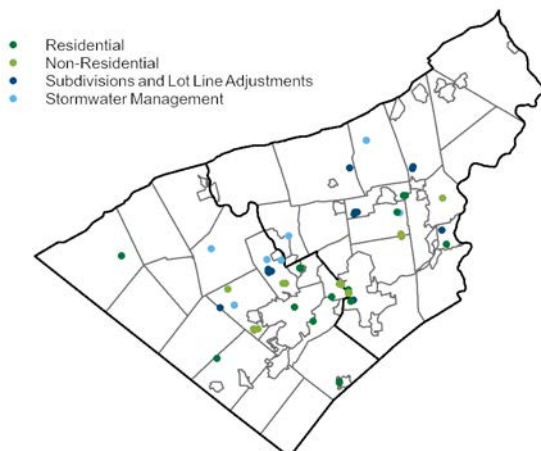 Residential
Non-Residential
Subdivisions and Lot Line Adjustments
Stormwater Management